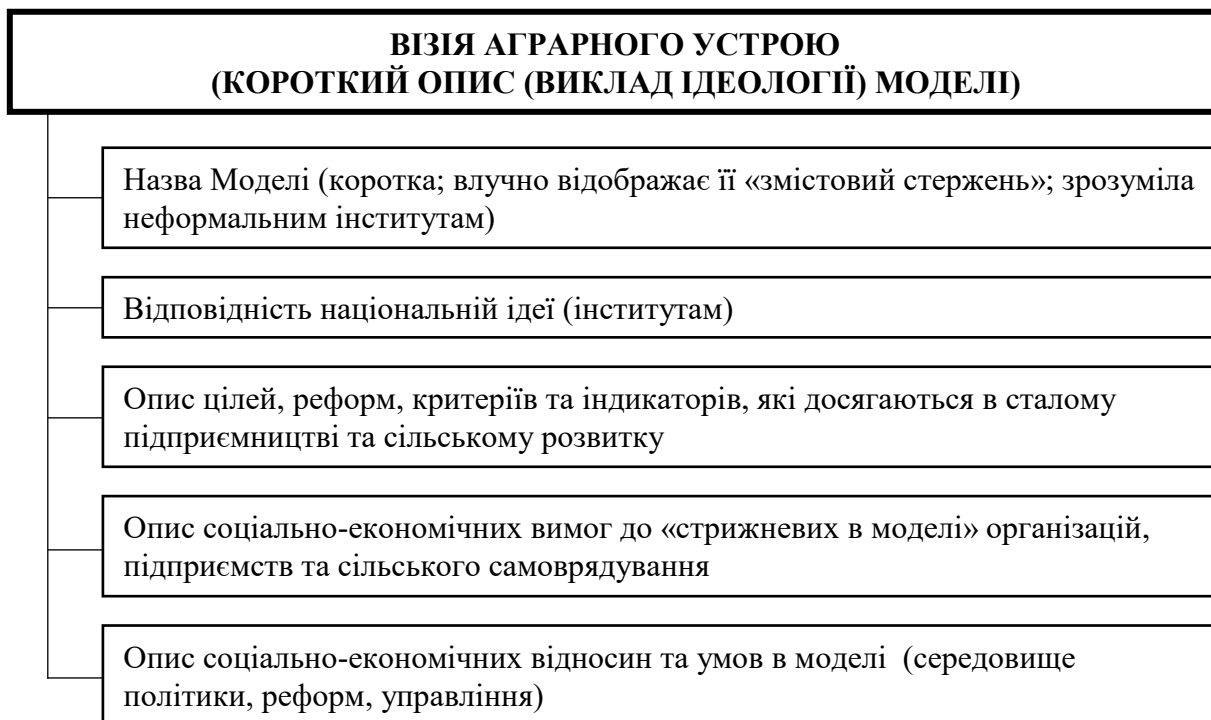 ВІЗІЯ АГРАРНОГО УСТРОЮ
(КОРОТКИЙ ОПИС (ВИКЛАД ІДЕОЛОГІЇ) МОДЕЛІ)
Назва Моделі (коротка; влучно відображає її «змістовий стержень»; зрозуміла
неформальним інститутам)
Відповідність національній ідеї (інститутам)
Опис цілей, реформ, критеріїв та індикаторів, які досягаються в сталому
підприємництві та сільському розвитку
Опис соціально-економічних вимог до «стрижневих в моделі» організацій,
підприємств та сільського самоврядування
Опис соціально-економічних відносин та умов в моделі (середовище
політики, реформ, управління)